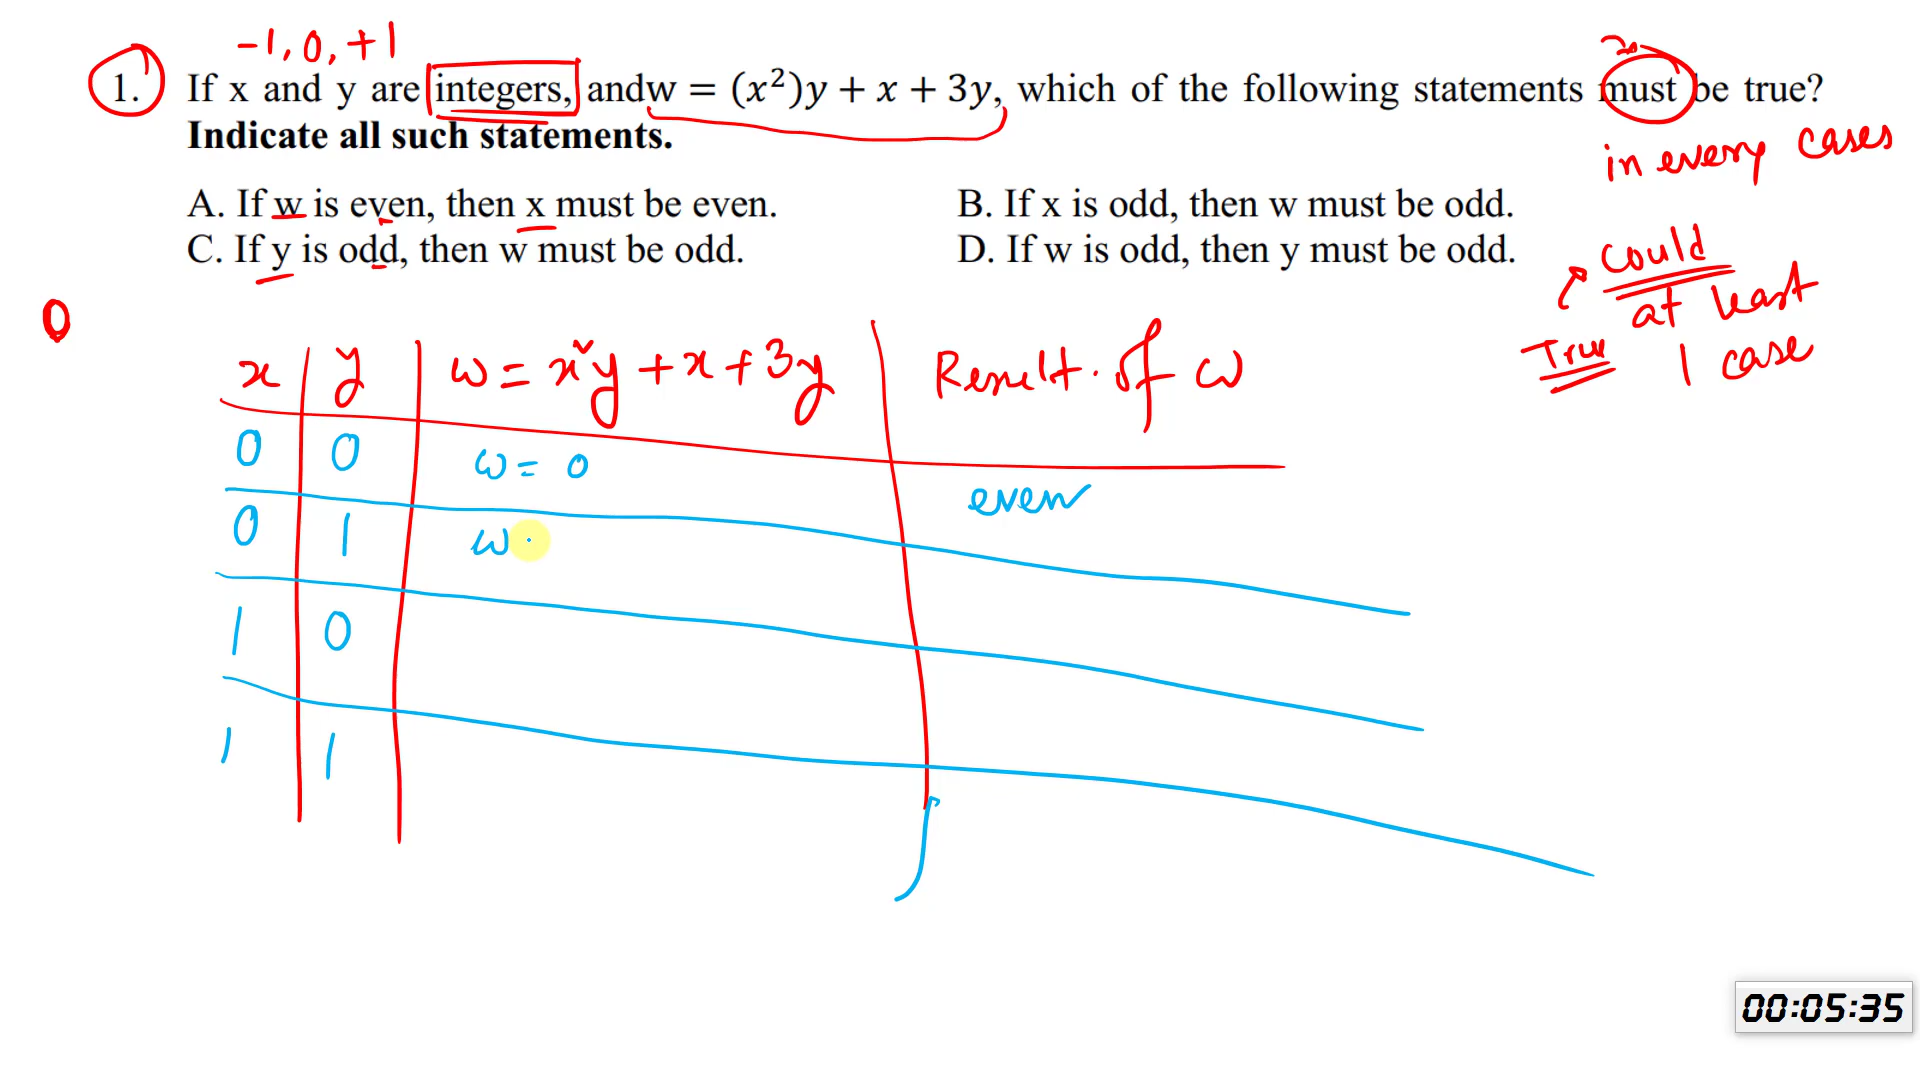 -1, 0, +1
1. If x and y are integers, andw = (x²)y + x + 3y, which of the following statements must be true?
Indicate all such statements.
in every cases
A. If w is even, then x must be even.
B. If x is odd, then w must be odd.
C. If y is odd, then w must be odd.
D. If w is odd, then y must be odd.
Could
at least
1 case
True
0
x y w = x²y + x + 3y Result. of w
0 0 w = 0 even
0 1 w
1 0
1 1
00:05:35